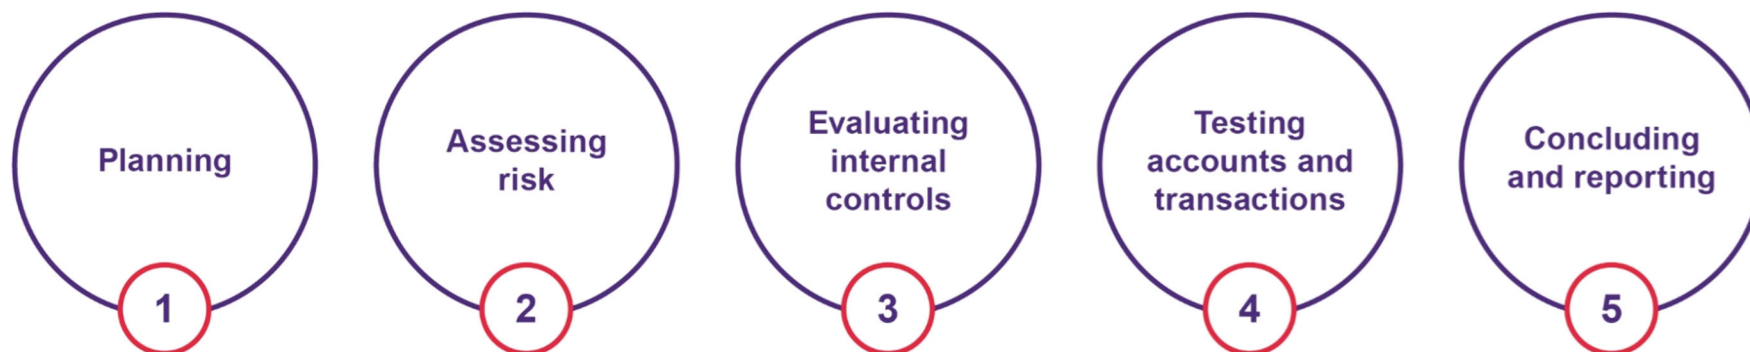 Planning
1
Assessing
risk
2
Evaluating
internal
controls
3
Testing
accounts and
transactions
4
Concluding
and reporting
5